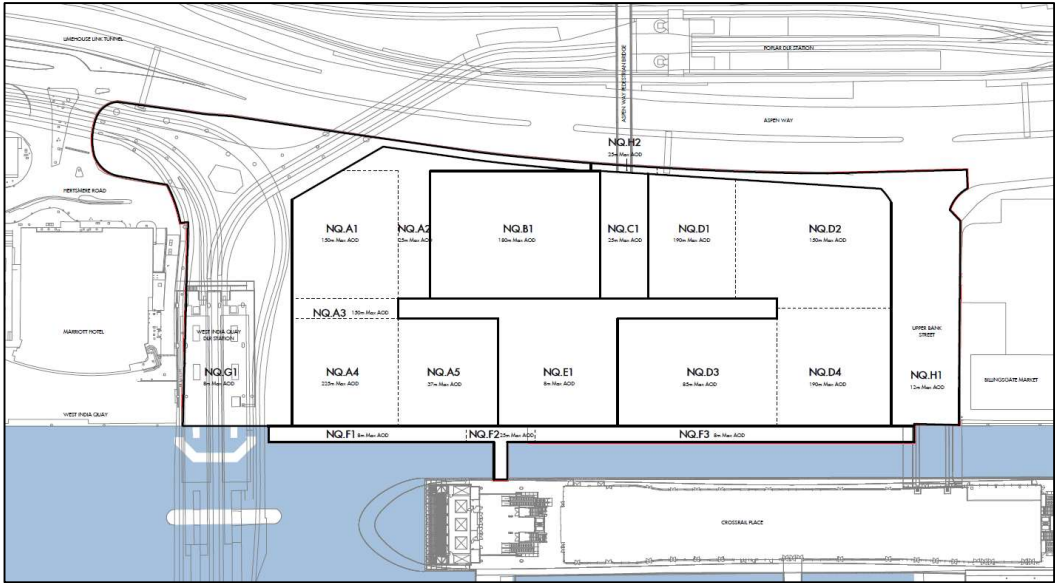 LIMEHOUSE LINK TUNNEL
POPLAR DLR STATION
ASPEN WAY PEDESTRIAN BRIDGE
ASPEN WAY
NQ.H2
25m Max AOD
HERTSMERE ROAD
NQ.A1
150m Max AOD
NQ.A2
25m Max AOD
NQ.B1
180m Max AOD
NQ.C1
25m Max AOD
NQ.D1
190m Max AOD
NQ.D2
150m Max AOD
NQ.A3 150m Max AOD
MARRIOTT HOTEL
WEST INDIA QUAY
DLR STATION
UPPER BANK
STREET
NQ.G1
8m Max AOD
NQ.A4
225m Max AOD
NQ.A5
37m Max AOD
NQ.E1
8m Max AOD
NQ.D3
85m Max AOD
NQ.D4
190m Max AOD
NQ.H1
12m Max AOD
BILLINGSGATE MARKET
WEST INDIA QUAY
NQ.F1 8m Max AOD
NQ.F2 25m Max AOD
NQ.F3 8m Max AOD
CROSSRAIL PLACE